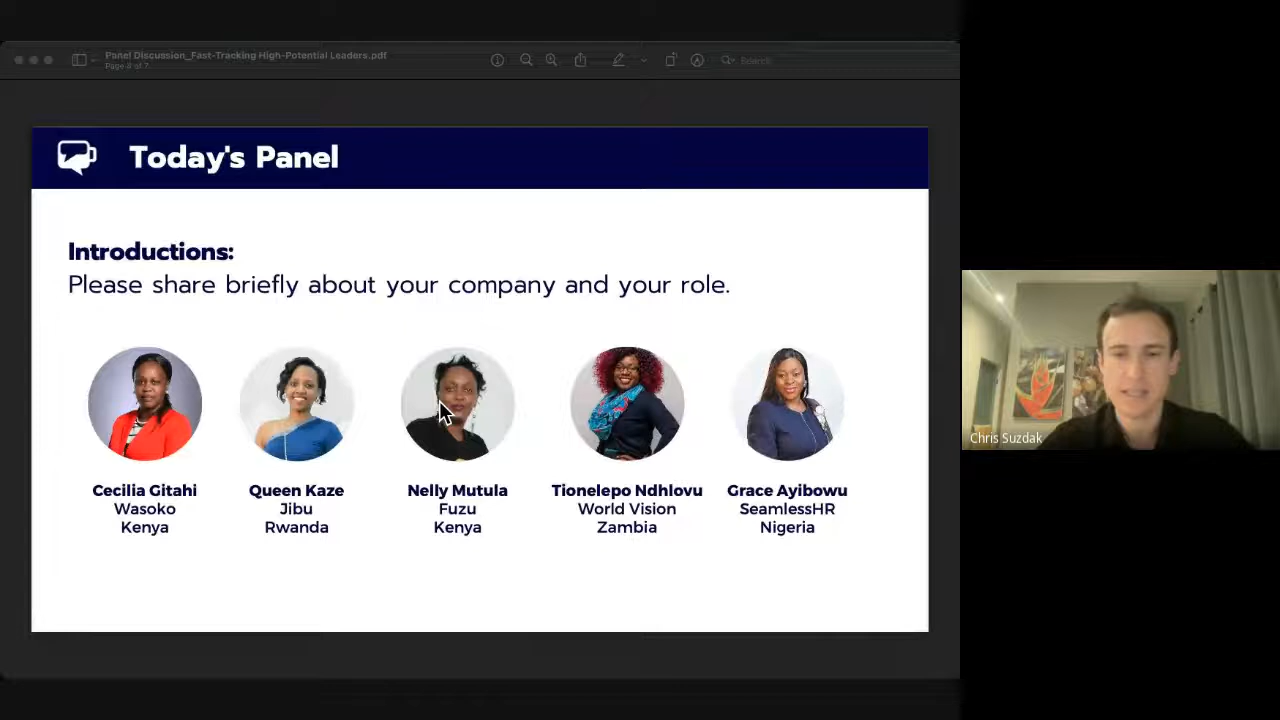 Panel Discussion_Fast-Tracking High-Potential Leaders.pdf
Search
Today's Panel
Introductions:
Please share briefly about your company and your role.
Cecilia Gitahi
Wasoko
Kenya
Queen Kaze
Jibu
Rwanda
Nelly Mutula
Fuzu
Kenya
Tionelepo Ndhlovu
World Vision
Zambia
Grace Ayibowu
SeamlessHR
Nigeria
Chris Suzdak